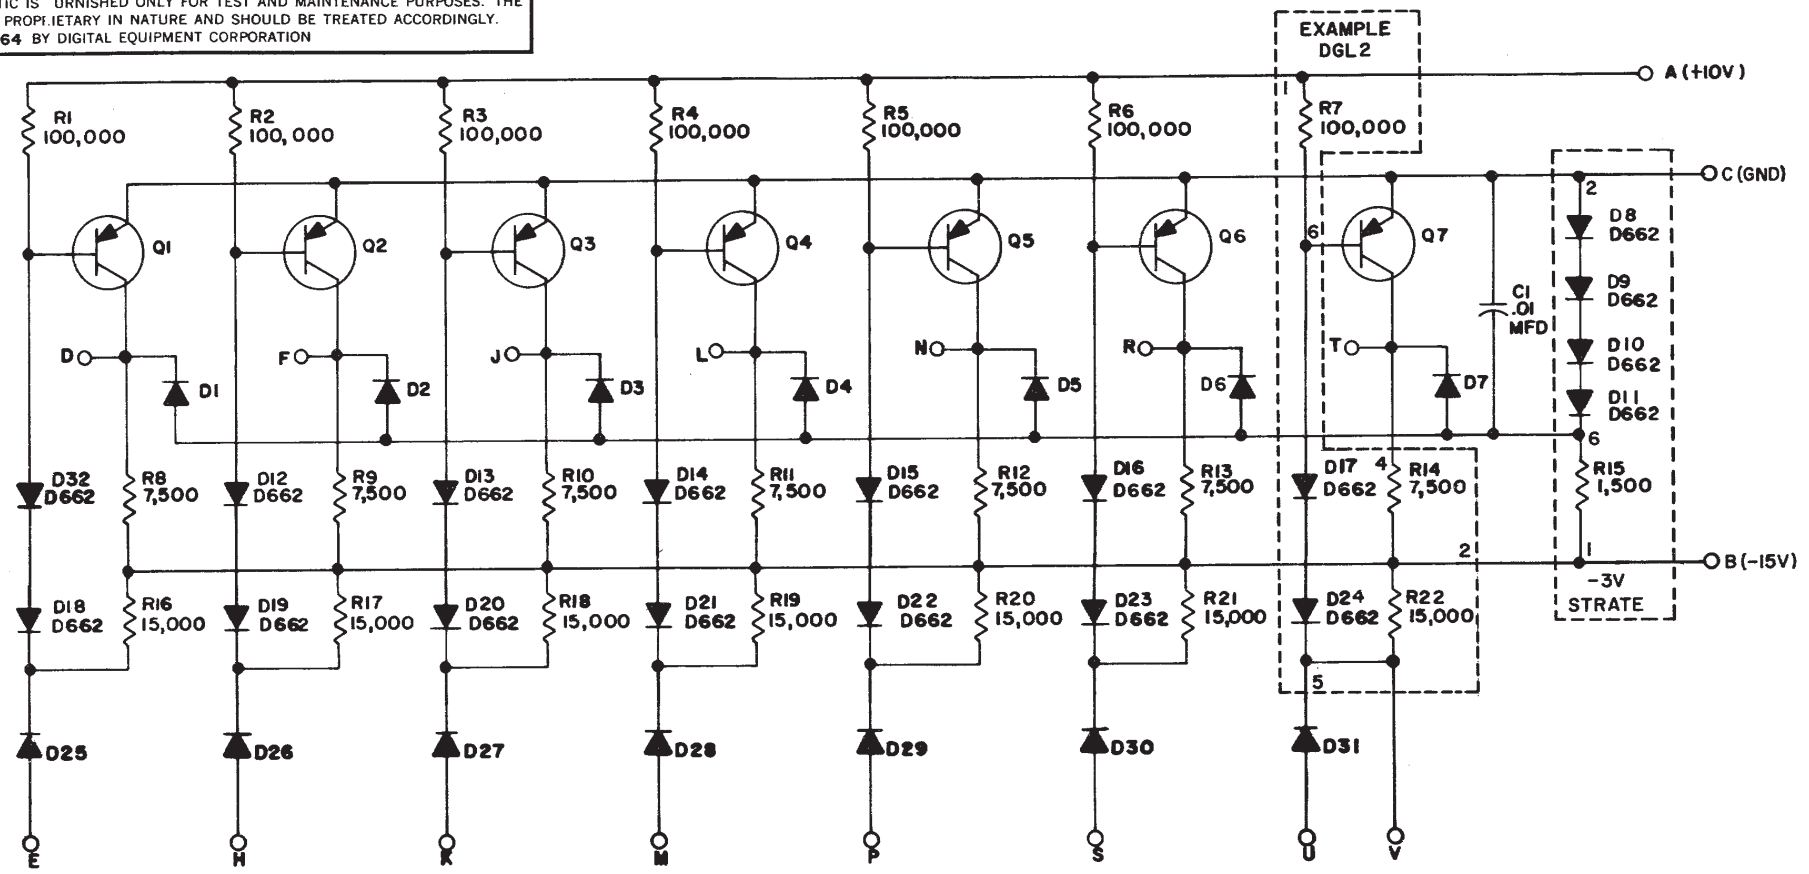 TIC IS URNISHED ONLY FOR TEST AND MAINTENANCE PURPOSES. THE
PROPRIETARY IN NATURE AND SHOULD BE TREATED ACCORDINGLY.
64 BY DIGITAL EQUIPMENT CORPORATION
EXAMPLE
DGL2
A (+10V)
1
R1
100,000
R2
100,000
R3
100,000
R4
100,000
R5
100,000
R6
100,000
R7
100,000
C (GND)
2
Q1
Q2
Q3
Q4
Q5
Q6
6
Q7
D8
D662
D9
D662
C1
.01
MFD
D10
D662
D11
D662
D
F
J
L
N
R
T
D1
D2
D3
D4
D5
D6
D7
6
D32
D662
R8
7,500
D12
D662
R9
7,500
D13
D662
R10
7,500
D14
D662
R11
7,500
D15
D662
R12
7,500
D16
D662
R13
7,500
D17
D662
4
R14
7,500
R15
1,500
2
1
B (-15V)
-3V
STRATE
D18
D662
R16
15,000
D19
D662
R17
15,000
D20
D662
R18
15,000
D21
D662
R19
15,000
D22
D662
R20
15,000
D23
D662
R21
15,000
D24
D662
R22
15,000
5
D25
D26
D27
D28
D29
D30
D31
E
H
K
M
P
S
U
V